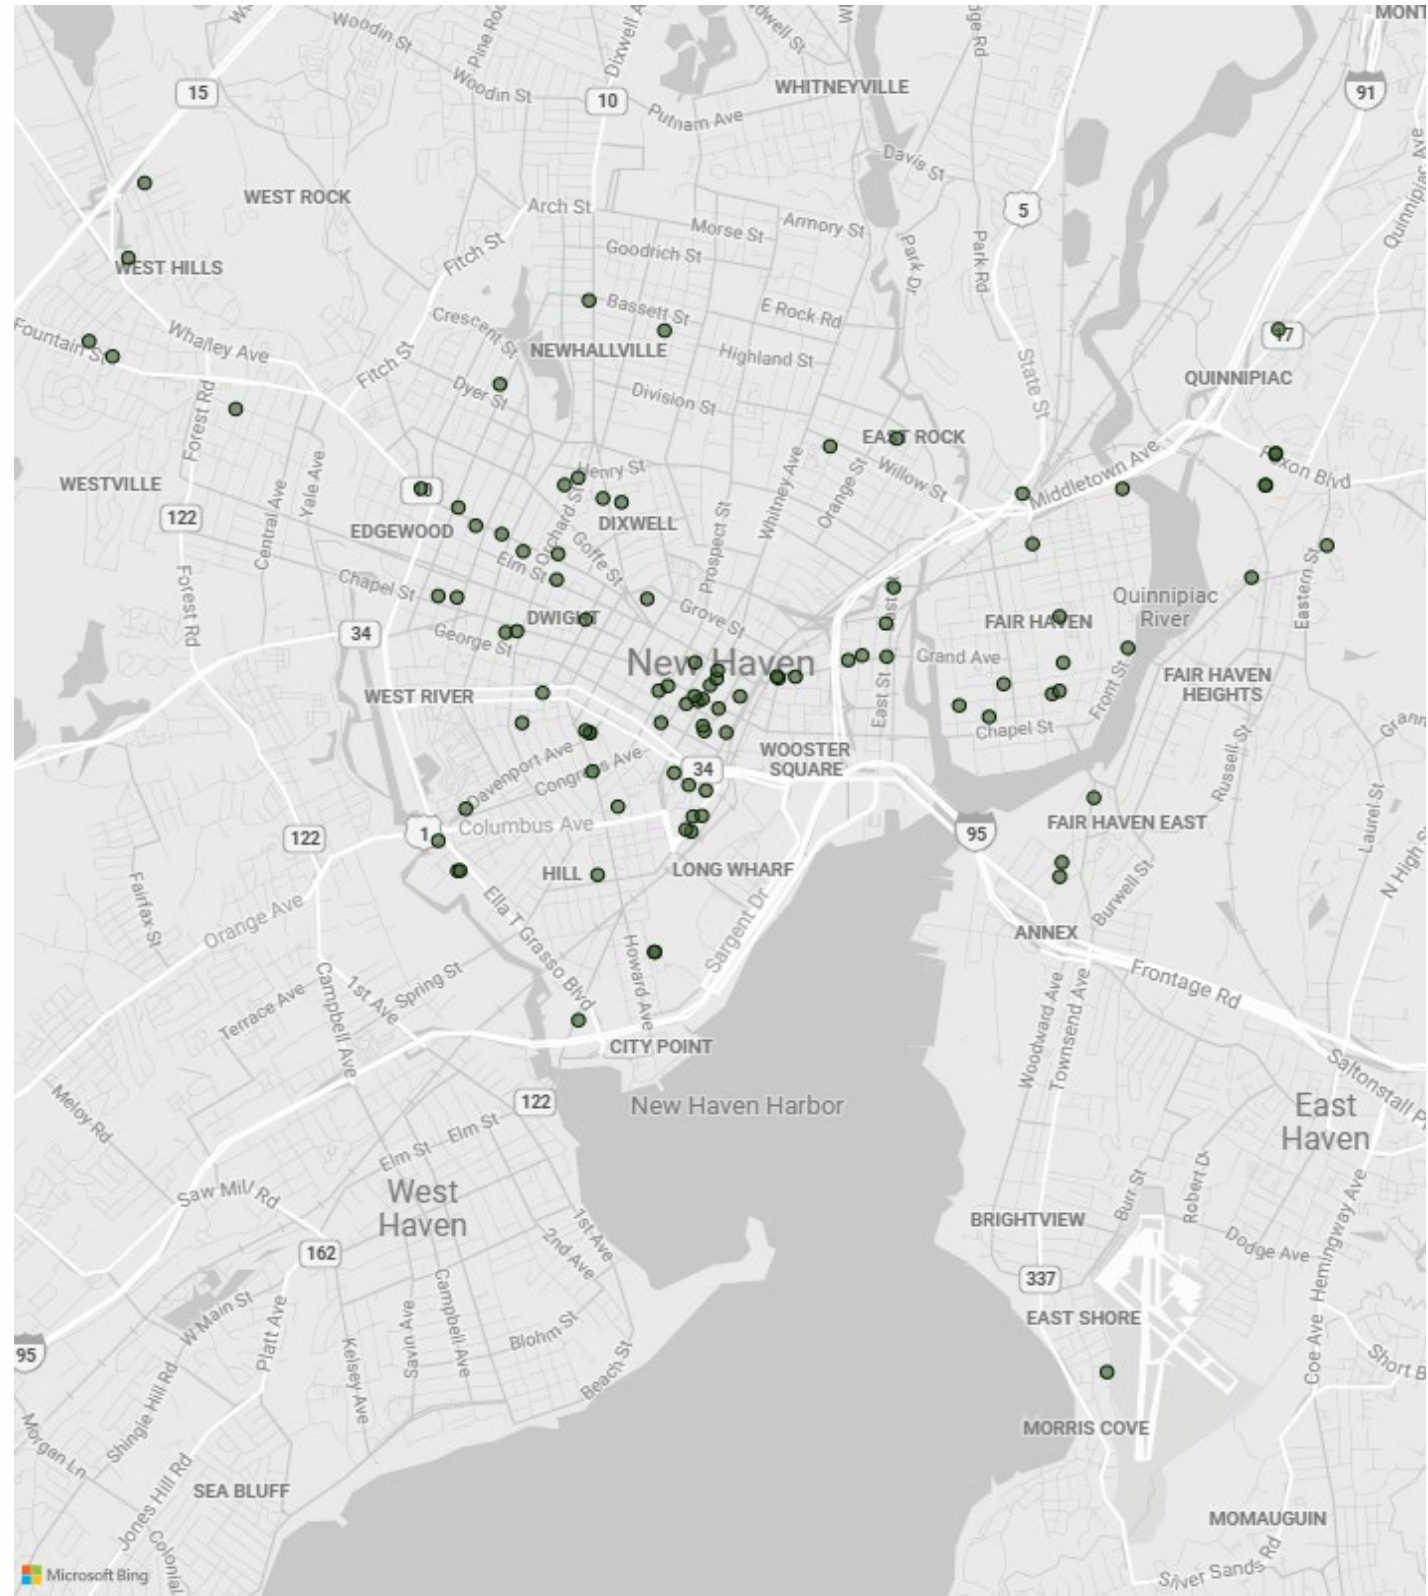 MONT
Woodin St
Pine Roc
Dixwell A
WHITNEYVILLE
15
Woodin St
10
Putnam Ave
91
Davis St
WEST ROCK
Arch St
5
Morse St
Armory St
Quinnipiac Ave
Fitch St
Goodrich St
Park Dr
Park Rd
WEST HILLS
Bassett St
E Rock Rd
Fountain St
Whalley Ave
Crescent St
NEWHALLVILLE
Highland St
17
Fitch St
State St
QUINNIPIAC
Dyer St
Division St
Forest Rd
EAST ROCK
Middletown Ave
Foxon Blvd
WESTVILLE
Yale Ave
Henry St
Whitney Ave
Orange St
Willow St
Central Ave
122
EDGEWOOD
Orchard St
DIXWELL
Prospect St
Elm St
Goffe St
Chapel St
Forest Rd
Quinnipiac
River
Eastern St
DWIGHT
Grove St
FAIR HAVEN
34
George St
New Haven
Grand Ave
FAIR HAVEN
HEIGHTS
WEST RIVER
East St
Front St
Chapel St
Davenport Ave
Congress Ave
WOOSTER
SQUARE
34
Russell St
Laurel St
1
Columbus Ave
122
95
FAIR HAVEN EAST
HILL
LONG WHARF
N High S
Fairfax St
Orange Ave
Ella T Grasso Blvd
Sargent Dr
Burwell St
ANNEX
Howard Ave
Frontage Rd
Campbell Ave
1st Ave
Spring St
Terrace Ave
Woodward Ave
Townsend Ave
CITY POINT
Saltonstall P
122
New Haven Harbor
Meloy Rd
East
Haven
Elm St
Elm St
Saw Mill Rd
West
Haven
1st Ave
2nd Ave
BRIGHTVIEW
Burr St
Robert D
Dodge Ave
Hemingway Ave
162
337
W Main St
Platt Ave
Campbell Ave
Savin Ave
Kelsey Ave
Blohm St
Beach St
EAST SHORE
95
Coe Ave
Short B
Shingle Hill Rd
Morgan Ln
MORRIS COVE
Jones Hill Rd
SEA BLUFF
Colonial
MOMAUGUIN
Silver Sands Rd
Microsoft Bing